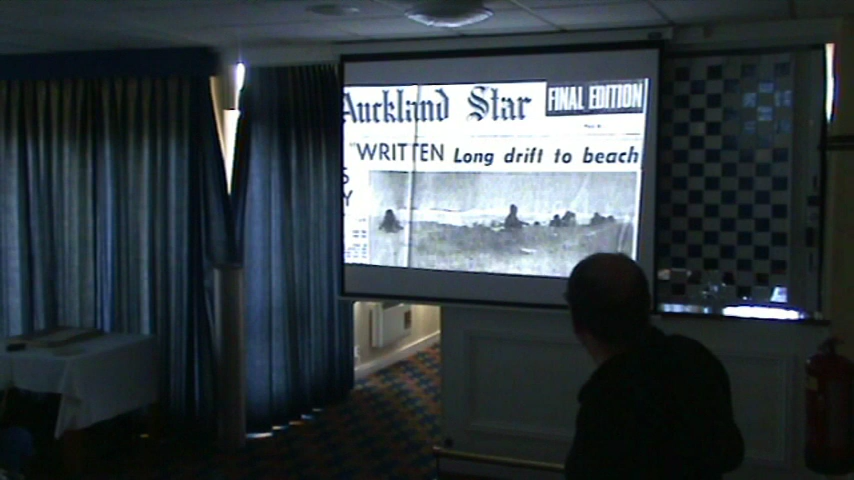 Auckland Star
FINAL EDITION
"WRITTEN Long drift to beach
S
Y